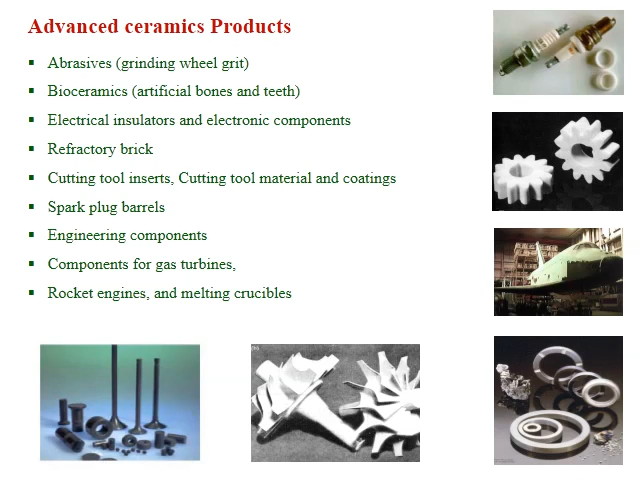 Advanced ceramics Products
▪ Abrasives (grinding wheel grit)
▪ Bioceramics (artificial bones and teeth)
▪ Electrical insulators and electronic components
▪ Refractory brick
▪ Cutting tool inserts, Cutting tool material and coatings
▪ Spark plug barrels
▪ Engineering components
▪ Components for gas turbines,
▪ Rocket engines, and melting crucibles